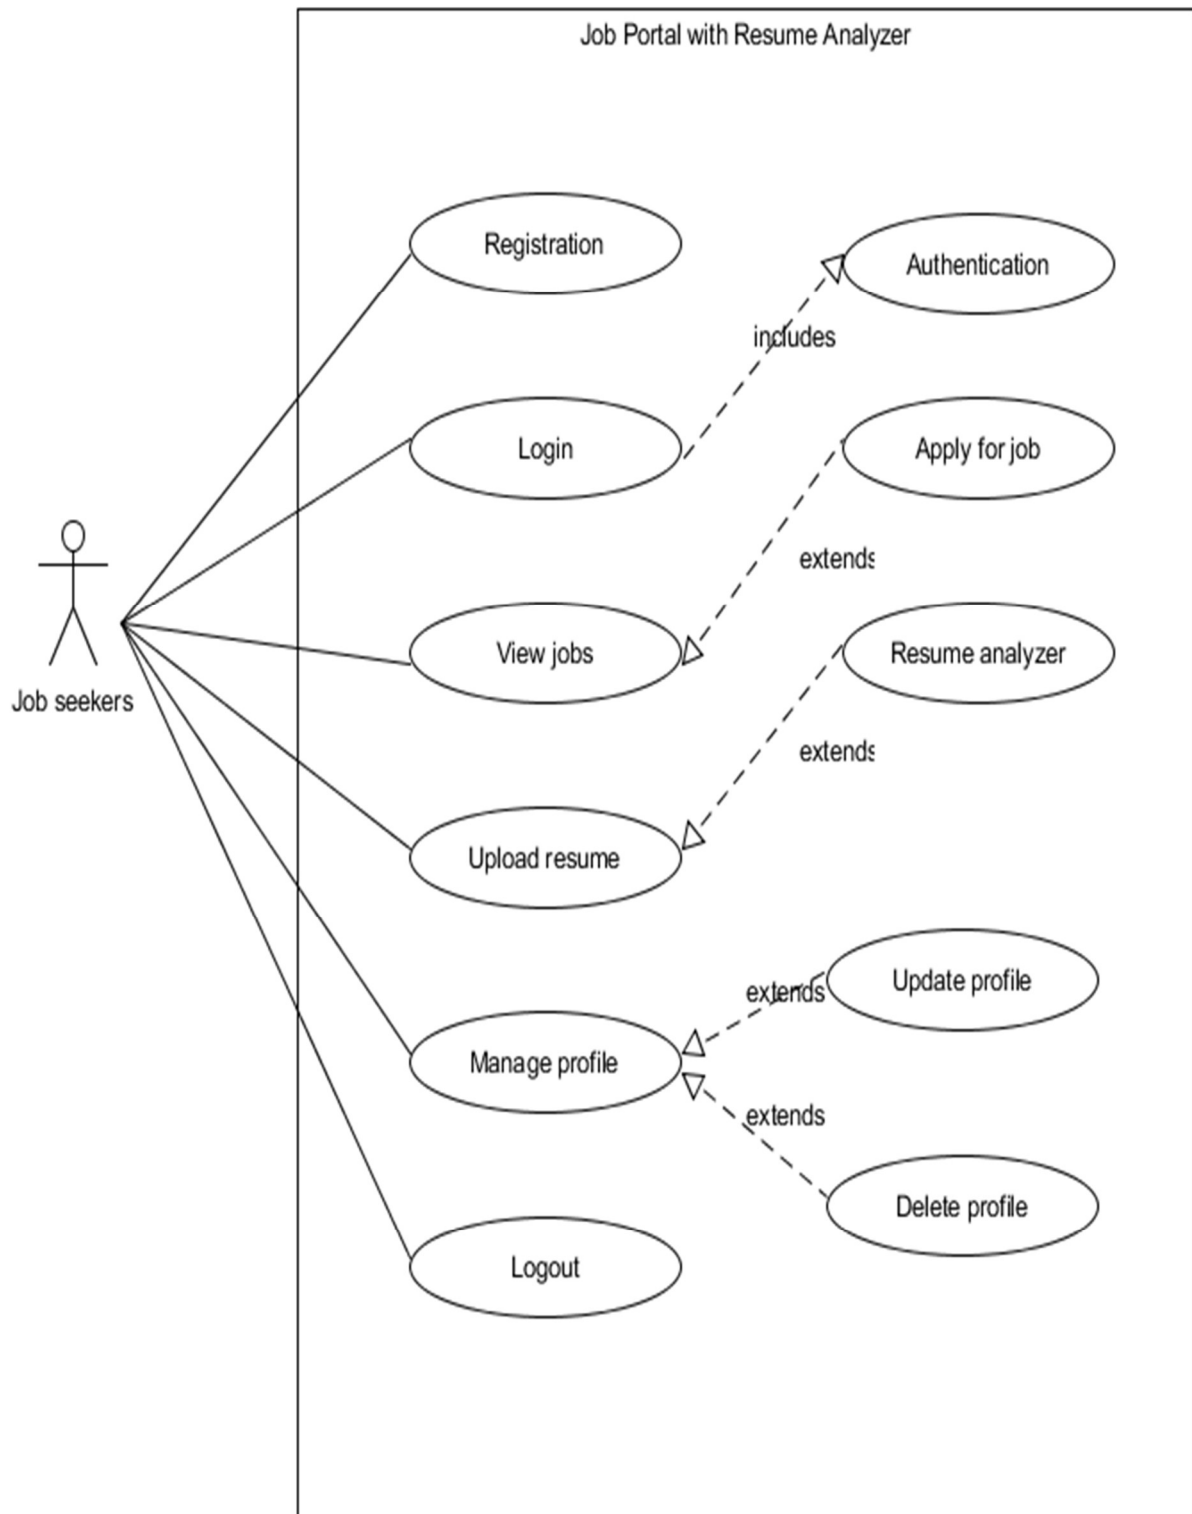 Job Portal with Resume Analyzer
Registration
Authentication
includes
Login
Apply for job
extends
View jobs
Resume analyzer
Job seekers
extends
Upload resume
Update profile
extends
Manage profile
extends
Delete profile
Logout